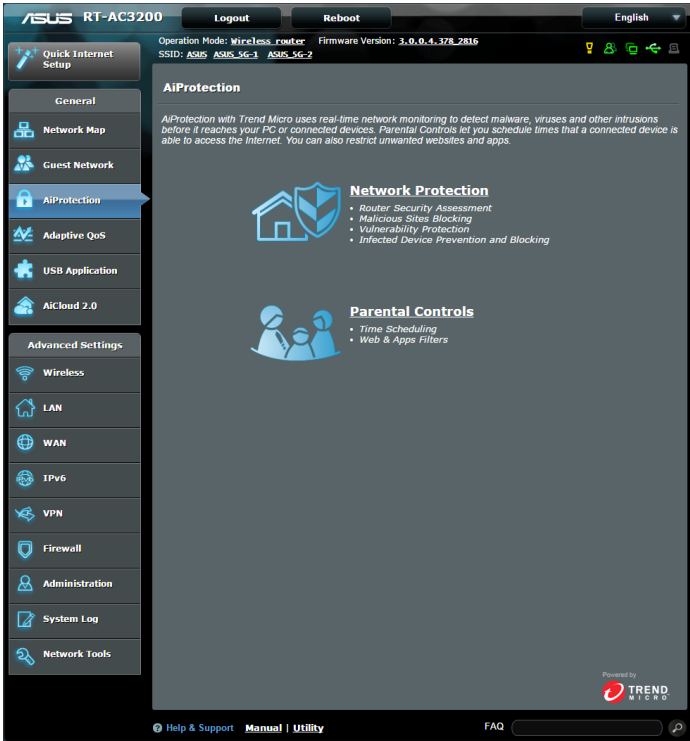 ASUS RT-AC3200 Logout Reboot English
Quick Internet Setup
Operation Mode: Wireless router Firmware Version: 3.0.0.4.378_2816
SSID: ASUS ASUS_5G-1 ASUS_5G-2
General
Network Map
Guest Network
AiProtection
Adaptive QoS
USB Application
AiCloud 2.0
Advanced Settings
Wireless
LAN
WAN
IPv6
VPN
Firewall
Administration
System Log
Network Tools
AiProtection
AiProtection with Trend Micro uses real-time network monitoring to detect malware, viruses and other intrusions
before it reaches your PC or connected devices. Parental Controls let you schedule times that a connected device is
able to access the Internet. You can also restrict unwanted websites and apps.
Network Protection
• Router Security Assessment
• Malicious Sites Blocking
• Vulnerability Protection
• Infected Device Prevention and Blocking
Parental Controls
• Time Scheduling
• Web & Apps Filters
Powered by
TREND
MICRO
Help & Support Manual | Utility FAQ